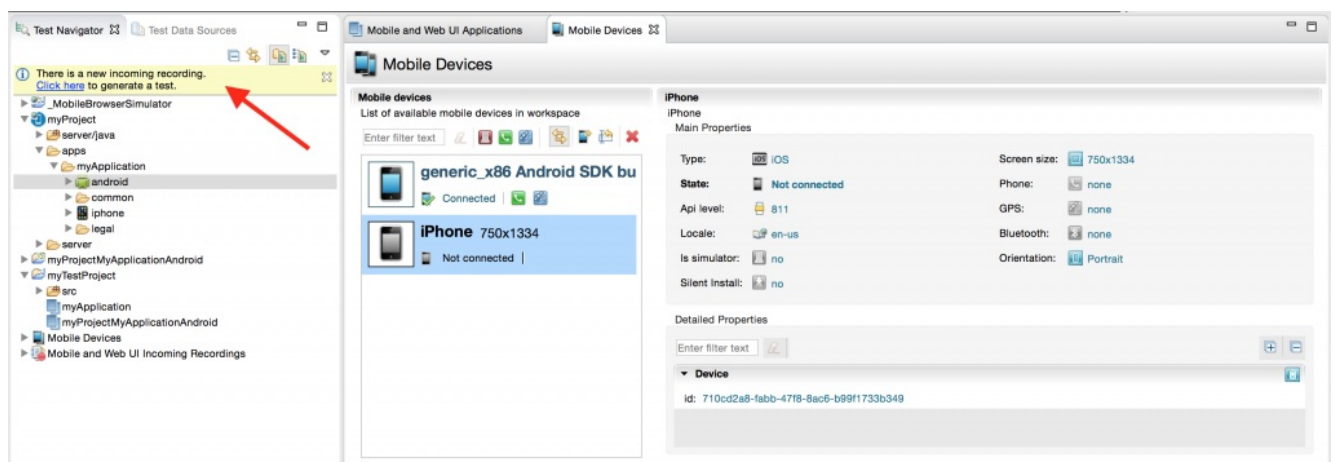 Test Navigator
Test Data Sources
There is a new incoming recording.
Click here to generate a test.
_MobileBrowserSimulator
myProject
server/java
apps
myApplication
android
common
iphone
legal
server
myProjectMyApplicationAndroid
myTestProject
src
myApplication
myProjectMyApplicationAndroid
Mobile Devices
Mobile and Web UI Incoming Recordings
Mobile and Web UI Applications
Mobile Devices
Mobile Devices
Mobile devices
List of available mobile devices in workspace
Enter filter text
generic_x86 Android SDK bu
Connected
iPhone 750x1334
Not connected
iPhone
iPhone
Main Properties
Type: iOS iOS
State: Not connected
Api level: 811
Locale: en-us
Is simulator: no
Silent Install: no
Screen size: 750x1334
Phone: none
GPS: none
Bluetooth: none
Orientation: Portrait
Detailed Properties
Enter filter text
Device
id: 710cd2a8-fabb-47f8-8ac6-b99f1733b349